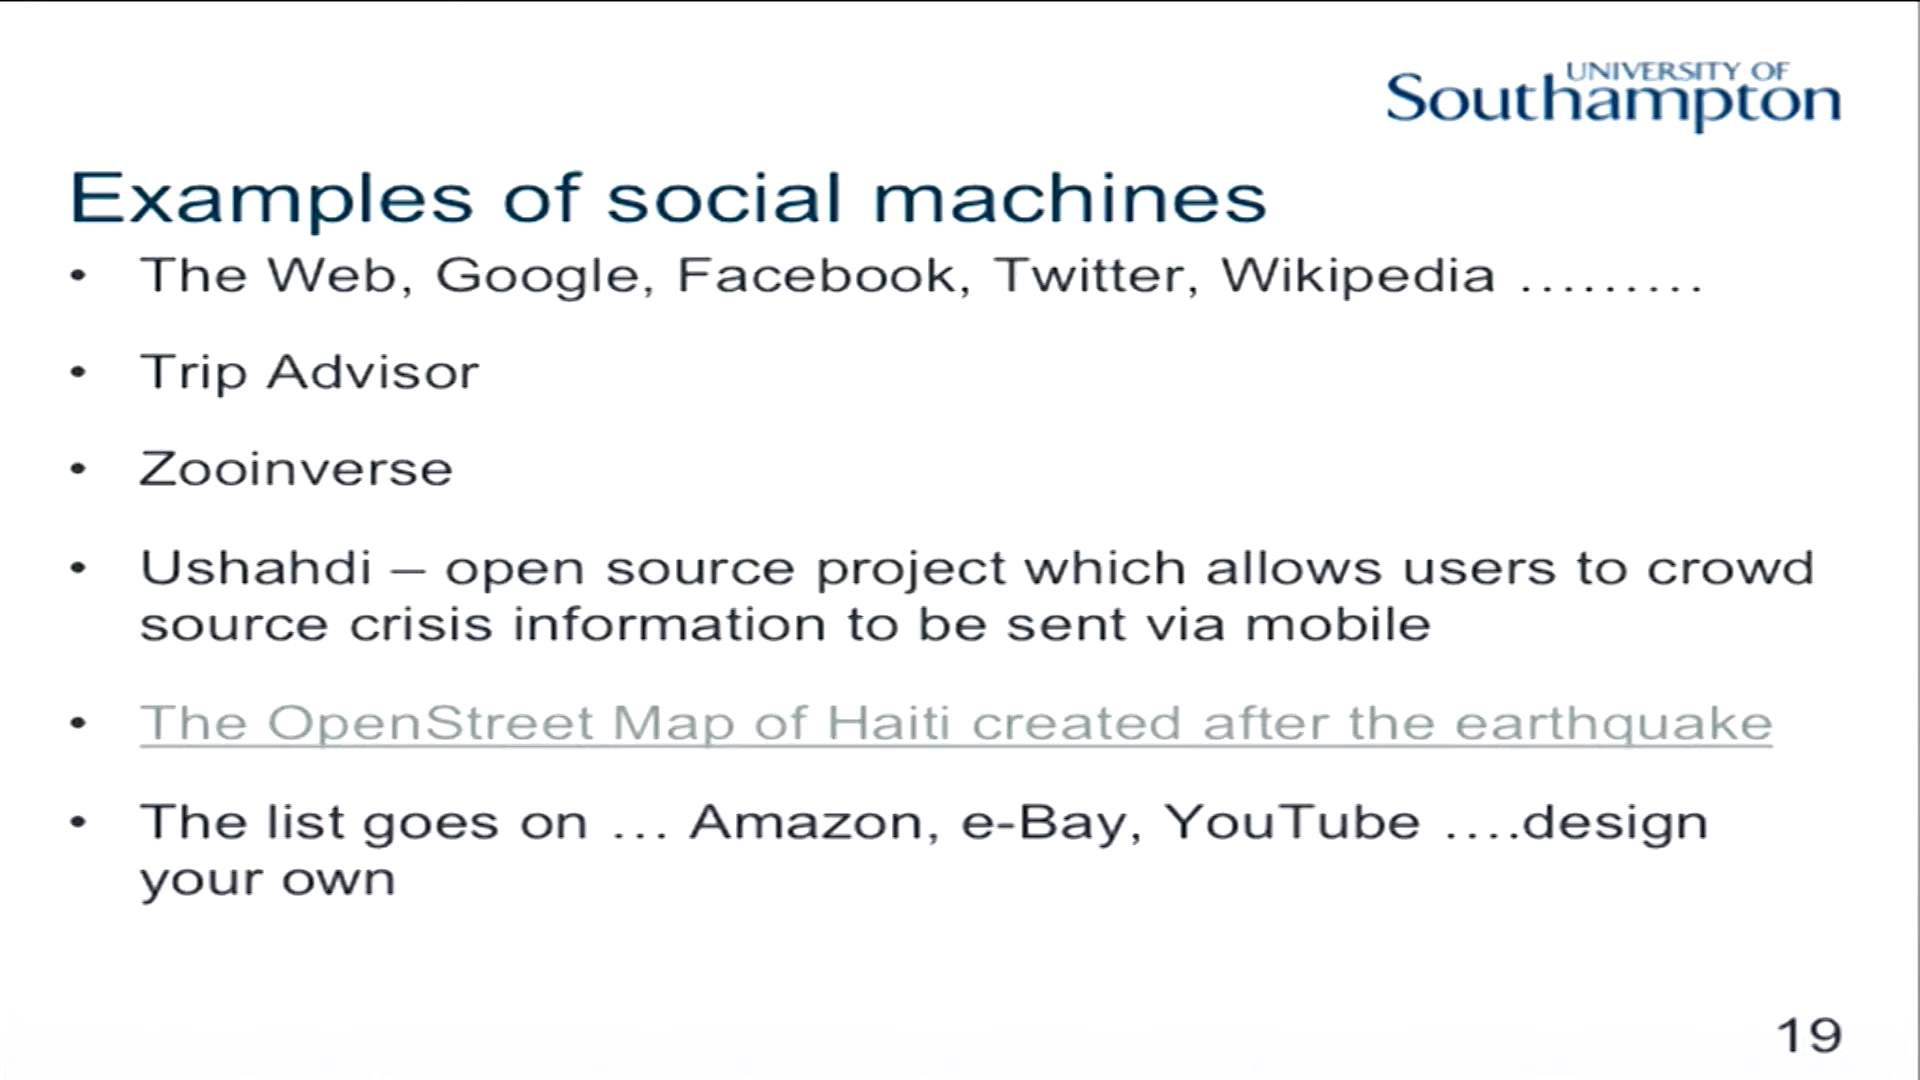 UNIVERSITY OF
Southampton
Examples of social machines
• The Web, Google, Facebook, Twitter, Wikipedia .........
• Trip Advisor
• Zooinverse
• Ushahdi – open source project which allows users to crowd
source crisis information to be sent via mobile
• The OpenStreet Map of Haiti created after the earthquake
• The list goes on ... Amazon, e-Bay, YouTube ....design
your own
19